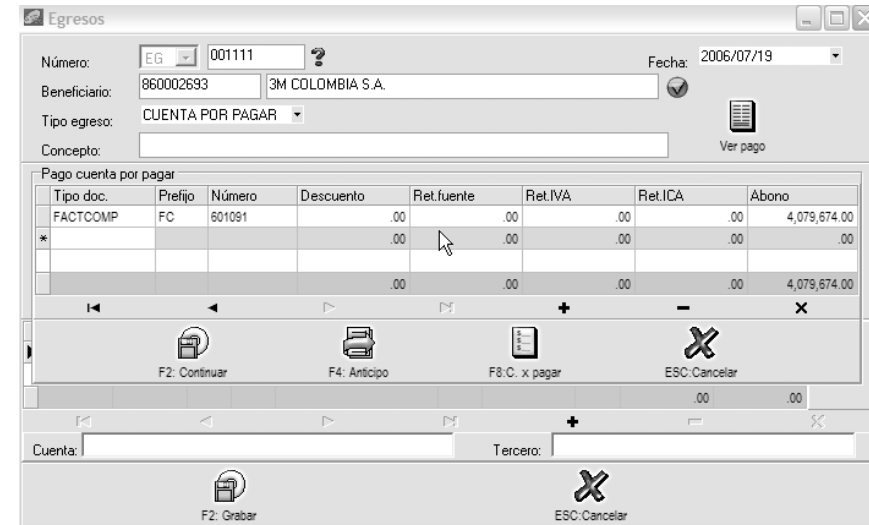 Egresos
Número: EG 001111 ? Fecha: 2006/07/19
Beneficiario: 860002693 3M COLOMBIA S.A.
Tipo egreso: CUENTA POR PAGAR
Concepto: Ver pago
Pago cuenta por pagar
Tipo doc. Prefijo Número Descuento Ret.fuente Ret.IVA Ret.ICA Abono
FACTCOMP FC 601091 .00 .00 .00 .00 4,079,674.00
* .00 .00 .00 .00 .00
.00 .00 .00 .00 4,079,674.00
F2: Continuar F4: Anticipo F8:C. x pagar ESC:Cancelar
.00 .00
Cuenta: Tercero:
F2: Grabar ESC:Cancelar